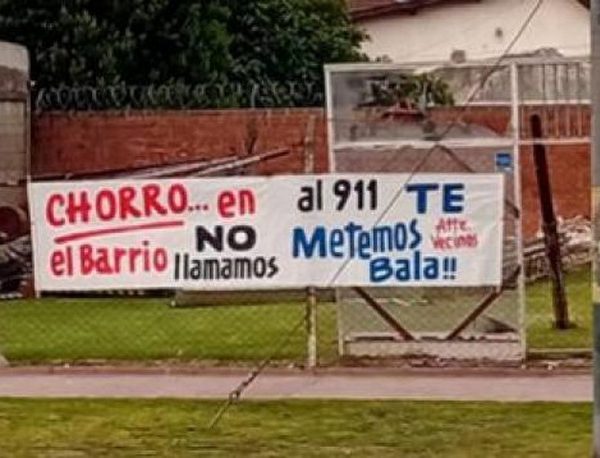 CHORRO... en
el Barrio
NO
llamamos
al 911 TE
Metemos
Bala!!
Atte.
Vecinos